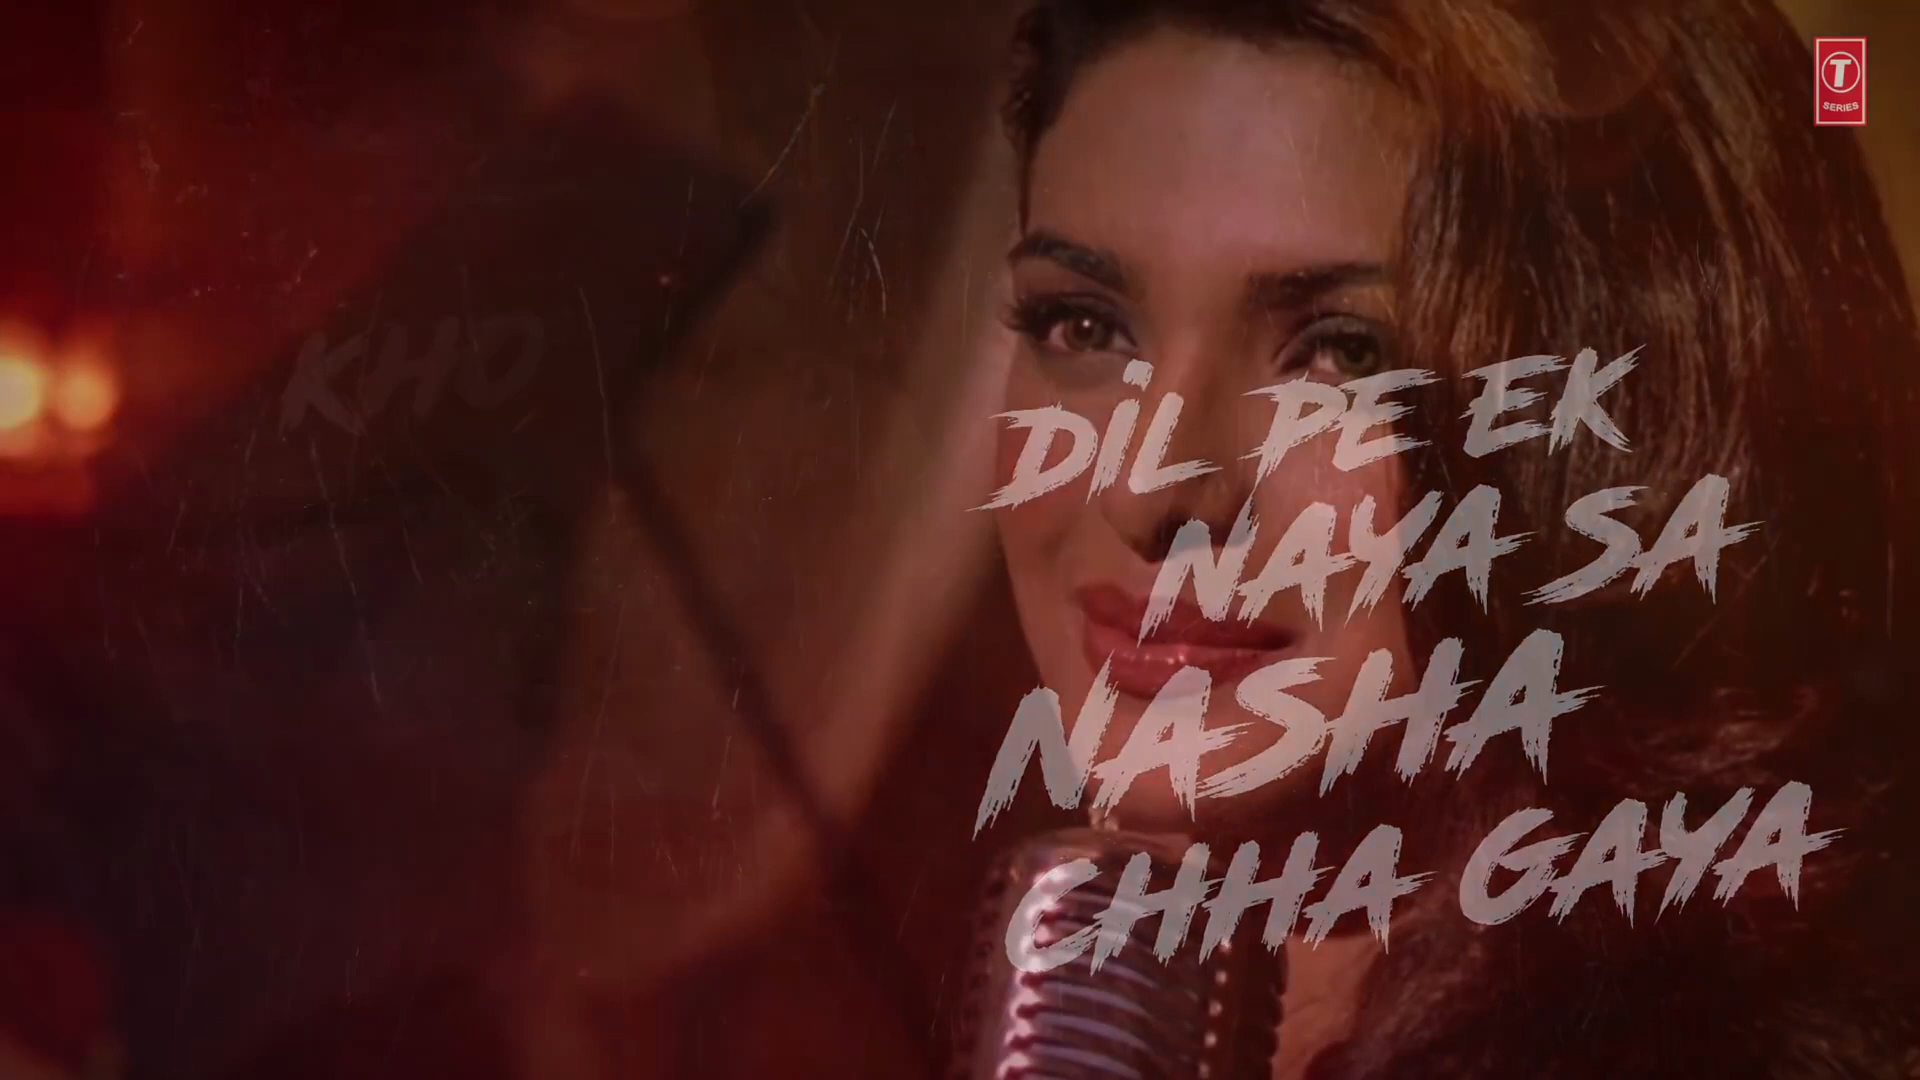 T
SERIES
KHO
DIL PE EK
NAYA SA
NASHA
CHHA GAYA